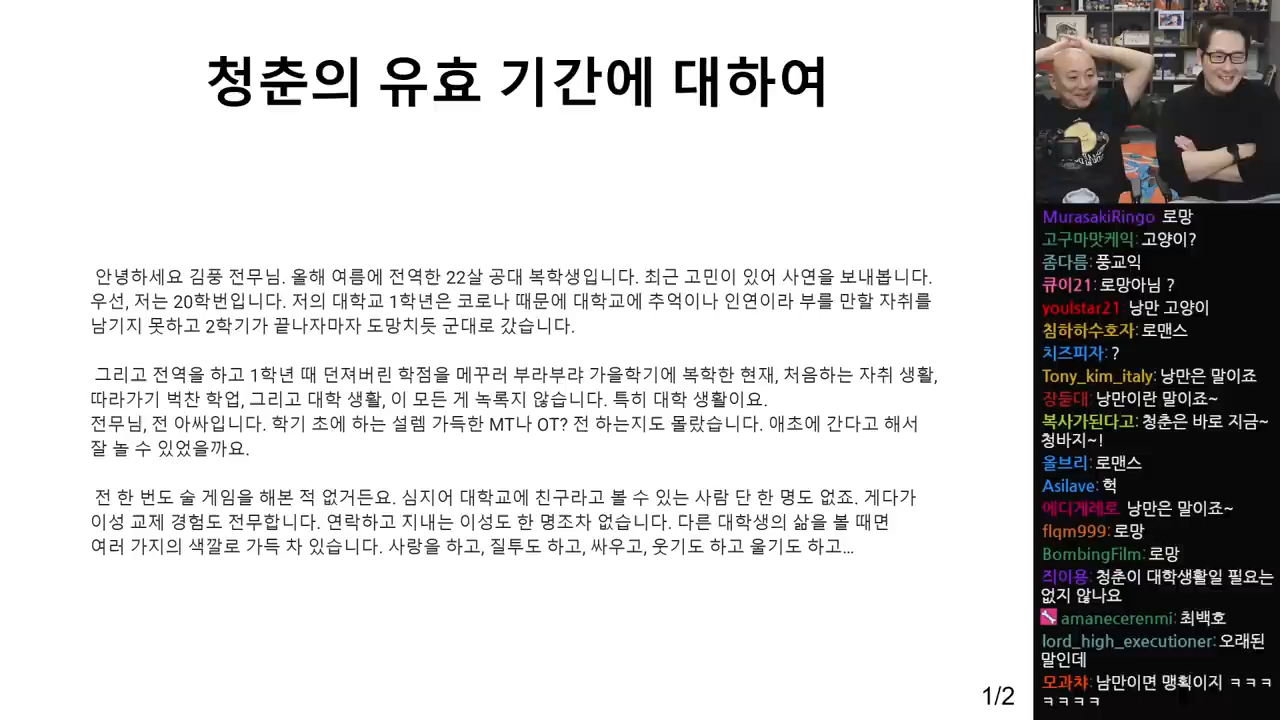 청춘의 유효 기간에 대하여
안녕하세요 김풍 전무님. 올해 여름에 전역한 22살 공대 복학생입니다. 최근 고민이 있어 사연을 보내봅니다.
우선, 저는 20학번입니다. 저의 대학교 1학년은 코로나 때문에 대학교에 추억이나 인연이라 부를 만할 자취를
남기지 못하고 2학기가 끝나자마자 도망치듯 군대로 갔습니다.
그리고 전역을 하고 1학년 때 던져버린 학점을 메꾸러 부랴부랴 가을학기에 복학한 현재, 처음하는 자취 생활,
따라가기 벅찬 학업, 그리고 대학 생활, 이 모든 게 녹록지 않습니다. 특히 대학 생활이요.
전무님, 전 아싸입니다. 학기 초에 하는 설렘 가득한 MT나 OT? 전 하는지도 몰랐습니다. 애초에 간다고 해서
잘 놀 수 있었을까요.
전 한 번도 술 게임을 해본 적 없거든요. 심지어 대학교에 친구라고 볼 수 있는 사람 단 한 명도 없죠. 게다가
이성 교제 경험도 전무합니다. 연락하고 지내는 이성도 한 명조차 없습니다. 다른 대학생의 삶을 볼 때면
여러 가지의 색깔로 가득 차 있습니다. 사랑을 하고, 질투도 하고, 싸우고, 웃기도 하고 울기도 하고...
1/2
MurasakiRingo 로망
고구마맛케익: 고양이?
좀다름: 풍교익
큐이21: 로망아님 ?
youlstar21 낭만 고양이
침하하수호자: 로맨스
치즈피자: ?
Tony_kim_italy: 낭만은 말이죠
장둘대: 낭만이란 말이죠~
복사가된다고: 청춘은 바로 지금~
청바지~!
올브리: 로맨스
Asilave: 헉
에디게레로 낭만은 말이죠~
flqm999: 로망
BombingFilm: 로망
즤이용: 청춘이 대학생활일 필요는
없지 않나요
amanecerenmi: 최백호
lord_high_executioner: 오래된
말인데
모과챠: 남만이면 맹획이지 ㅋㅋㅋ
ㅋㅋㅋㅋ